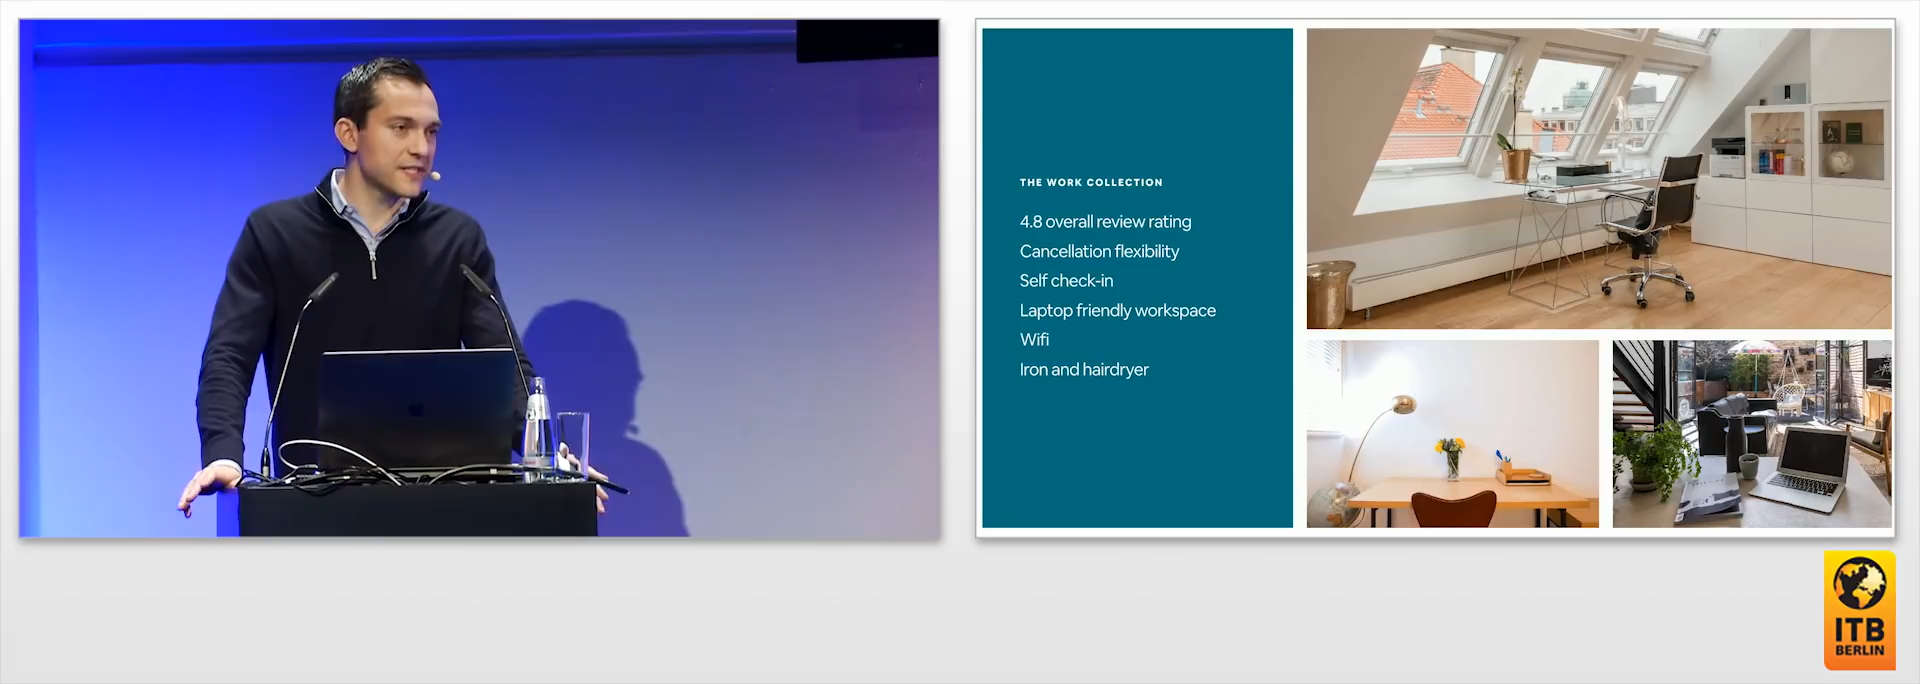 THE WORK COLLECTION
4.8 overall review rating
Cancellation flexibility
Self check-in
Laptop friendly workspace
Wifi
Iron and hairdryer
ITB
BERLIN